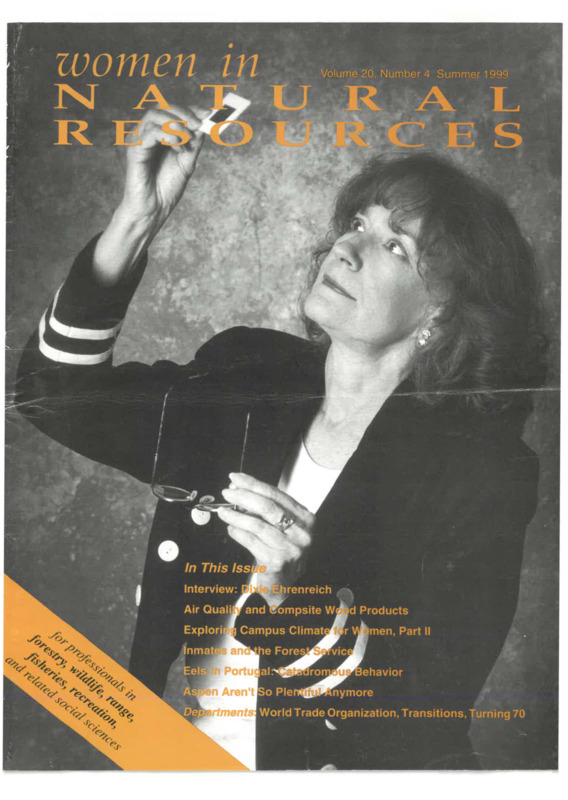 women in
Volume 20, Number 4 Summer 1999
NATURAL
RESOURCES
In This Issue
Interview: Dixie Ehrenreich
Air Quality and Compsite Wood Products
Exploring Campus Climate for Women, Part II
Inmates and the Forest Service
Eels in Portugal: Catadromous Behavior
Aspen Aren't So Plentiful Anymore
Departments: World Trade Organization, Transitions, Turning 70
for professionals in
forestry, wildlife, range,
fisheries, recreation,
and related social sciences